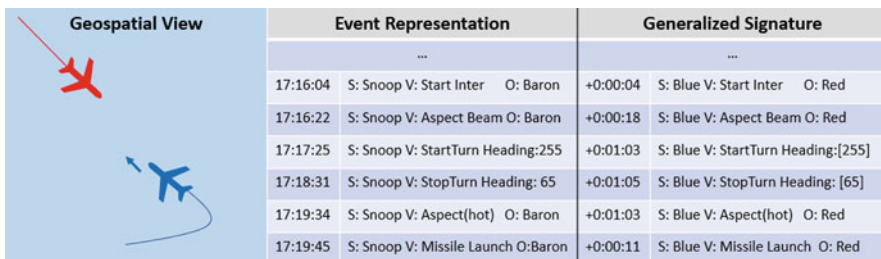 Geospatial View Event Representation Generalized Signature
... ...
17:16:04 S: Snoop V: Start Inter O: Baron +0:00:04 S: Blue V: Start Inter O: Red
17:16:22 S: Snoop V: Aspect Beam O: Baron +0:00:18 S: Blue V: Aspect Beam O: Red
17:17:25 S: Snoop V: StartTurn Heading:255 +0:01:03 S: Blue V: StartTurn Heading:[255]
17:18:31 S: Snoop V: StopTurn Heading: 65 +0:01:05 S: Blue V: StopTurn Heading: [65]
17:19:34 S: Snoop V: Aspect(hot) O: Baron +0:01:03 S: Blue V: Aspect(hot) O: Red
17:19:45 S: Snoop V: Missile Launch O:Baron +0:00:11 S: Blue V: Missile Launch O: Red